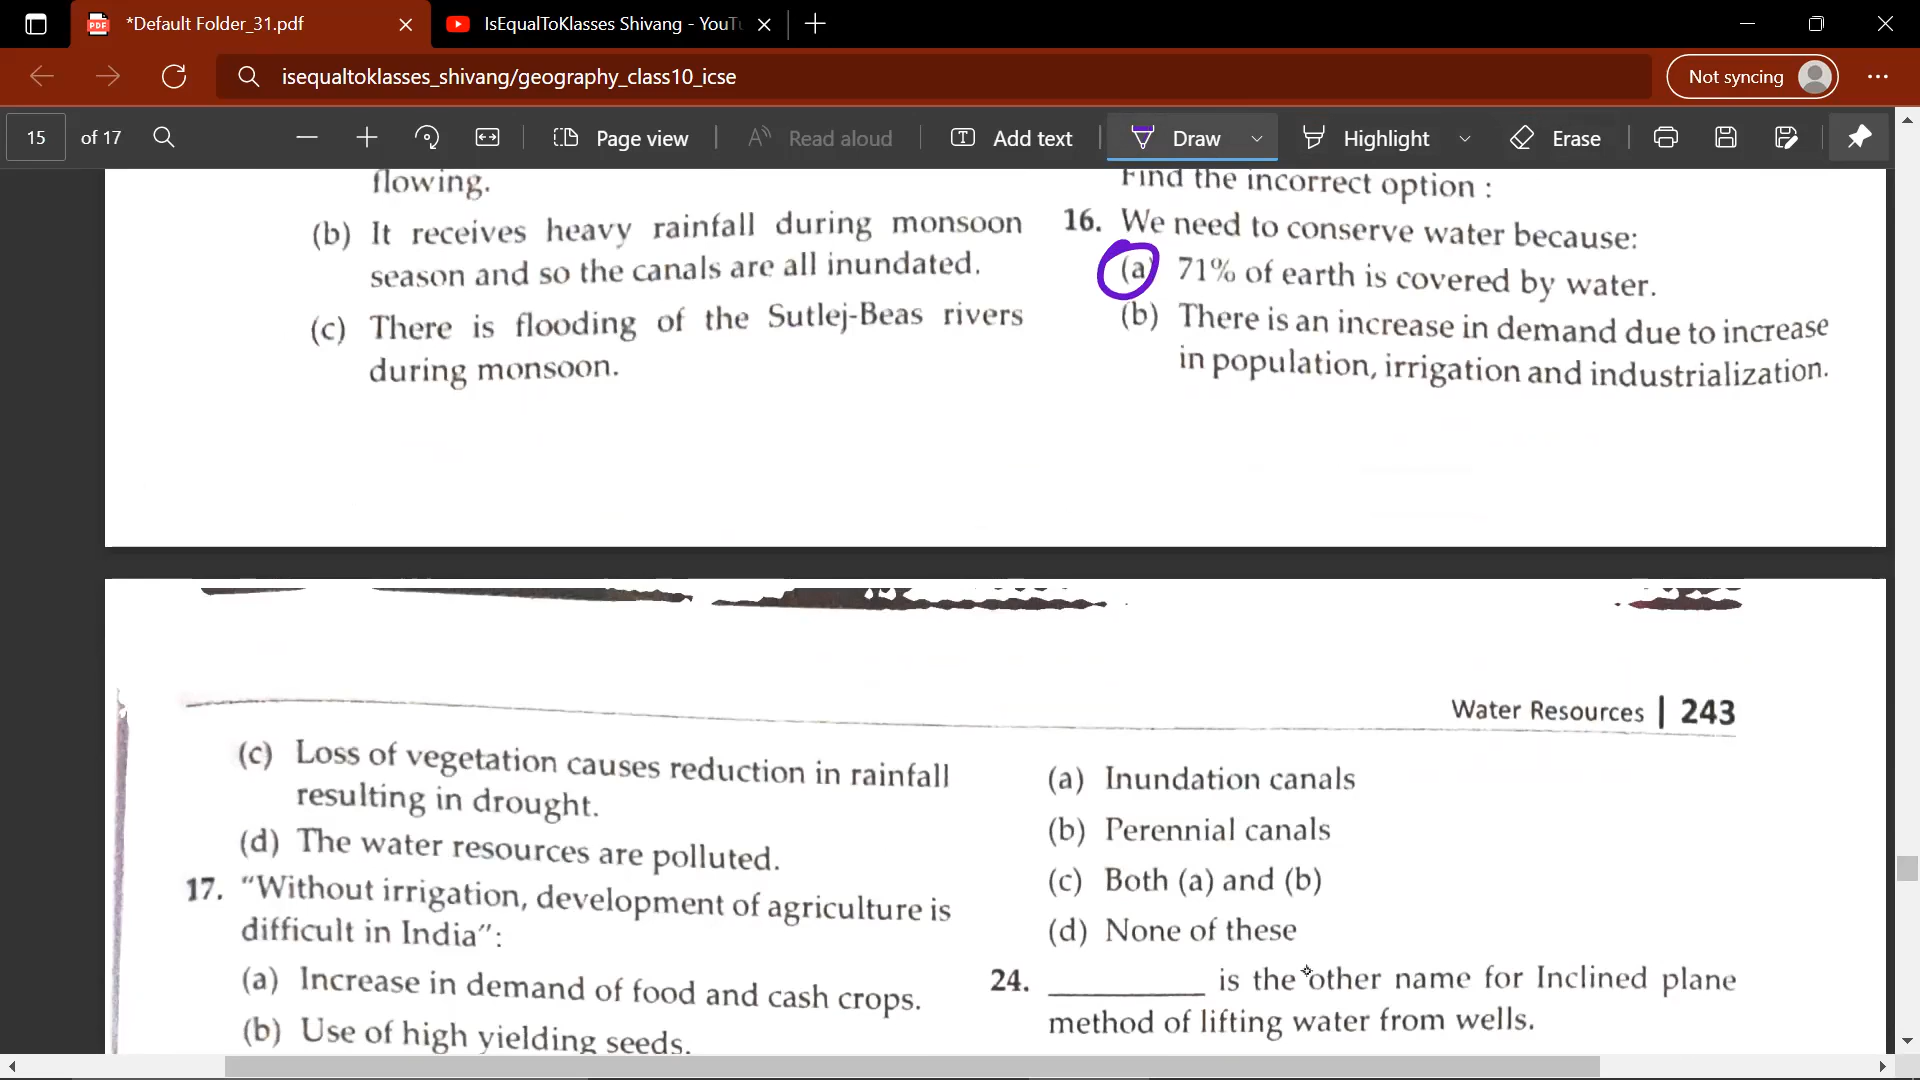 *Default Folder_31.pdf
IsEqualToKlasses Shivang - YouTu
isequaltoklasses_shivang/geography_class10_icse
Not syncing
15 of 17
Page view
Read aloud
Add text
Draw
Highlight
Erase
flowing.
(b) It receives heavy rainfall during monsoon
season and so the canals are all inundated.
(c) There is flooding of the Sutlej-Beas rivers
during monsoon.
Find the incorrect option :
16. We need to conserve water because:
(a) 71% of earth is covered by water.
(b) There is an increase in demand due to increase
in population, irrigation and industrialization.
Water Resources | 243
(c) Loss of vegetation causes reduction in rainfall
resulting in drought.
(d) The water resources are polluted.
17. "Without irrigation, development of agriculture is
difficult in India":
(a) Increase in demand of food and cash crops.
(b) Use of high yielding seeds.
(a) Inundation canals
(b) Perennial canals
(c) Both (a) and (b)
(d) None of these
24. __________ is the other name for Inclined plane
method of lifting water from wells.